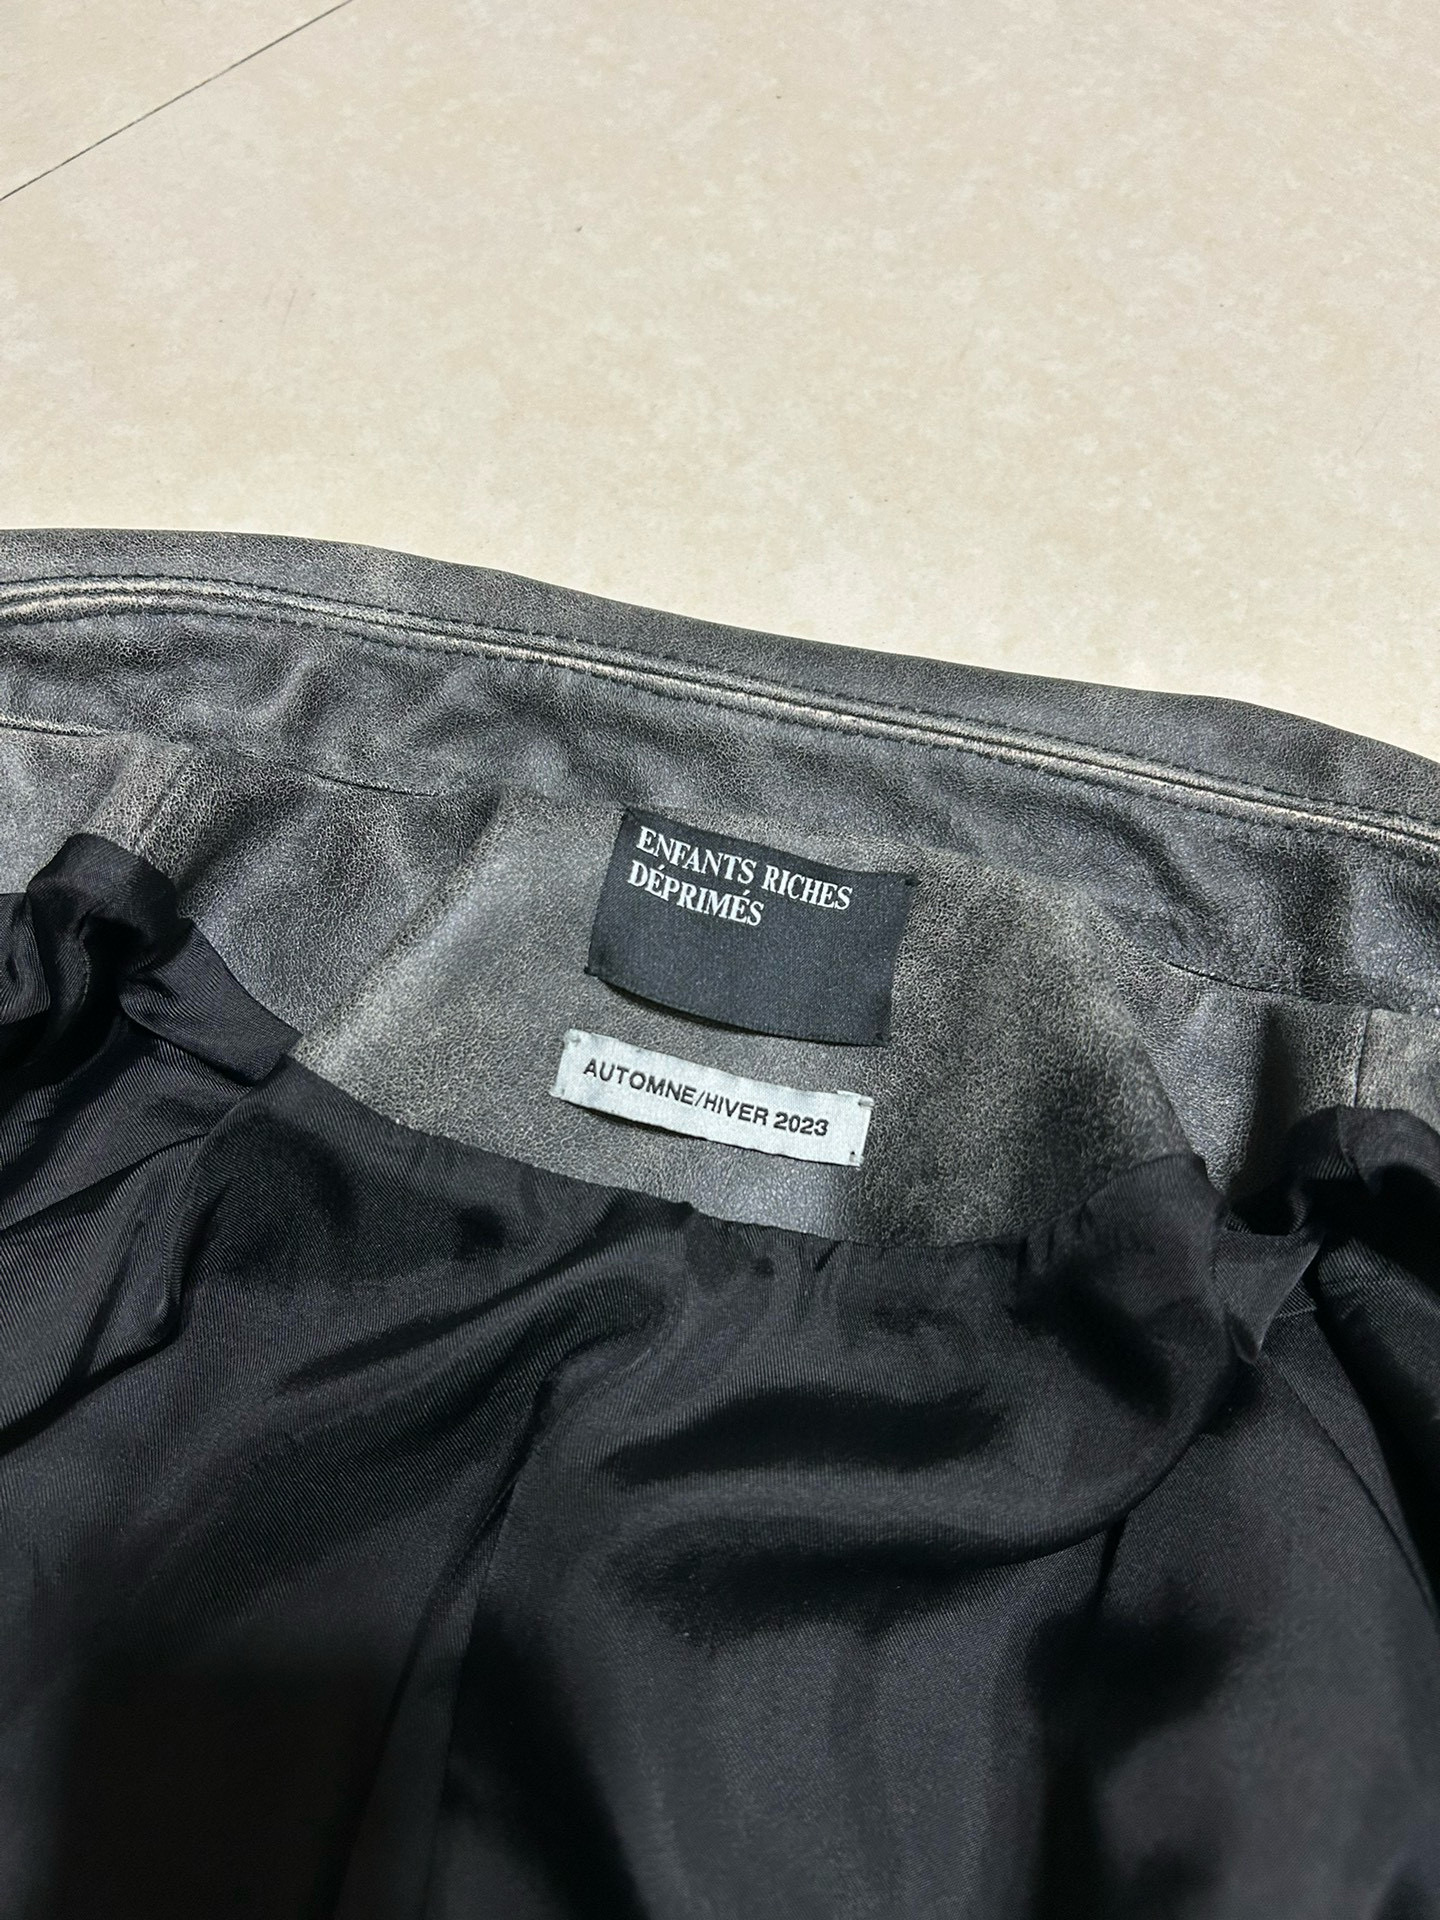 ENFANTS RICHES
DÉPRIMÉS
AUTOMNE/HIVER 2023